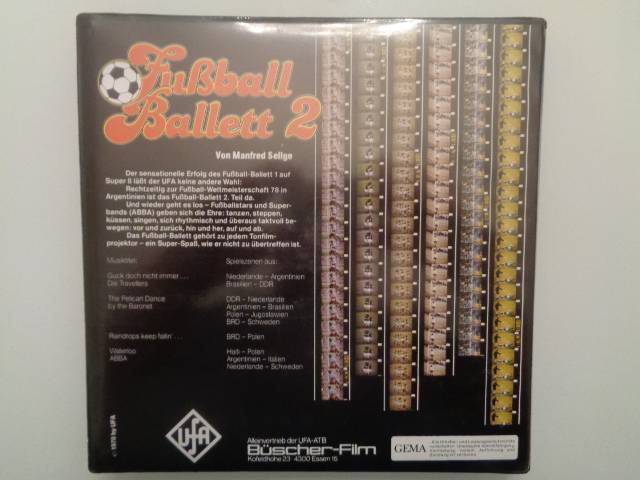 Fußball
Ballett 2
Von Manfred Sellge
Der sensationelle Erfolg des Fußball-Ballett 1 auf
Super 8 läßt der UFA keine andere Wahl:
Rechtzeitig zur Fußball-Weltmeisterschaft 78 in
Argentinien ist das Fußball-Ballett 2. Teil da.
Und wieder geht es los – Fußballstars und Super-
bands (ABBA) geben sich die Ehre: tanzen, steppen,
küssen, singen, sich rhythmisch und überaus taktvoll be-
wegen: vor und zurück, hin und her, auf und ab.
Das Fußball-Ballett gehört zu jedem Tonfilm-
projektor – ein Super-Spaß, wie er nicht zu übertreffen ist.
Musiktitel: Spielszenen aus:
Guck doch nicht immer... Niederlande – Argentinien
Die Travellers Brasilien – DDR
The Pelican Dance DDR – Niederlande
by the Baronet Argentinien – Brasilien
Polen – Jugoslawien
BRD – Schweden
Raindrops keep fallin'... BRD – Polen
Waterloo Haiti – Polen
ABBA Argentinien – Italien
Niederlande – Schweden
© 1978 by UFA
UFA
Alleinvertrieb der UFA-ATB
Büscher-Film
Kofeldhöhe 23 · 4300 Essen 16
GEMA